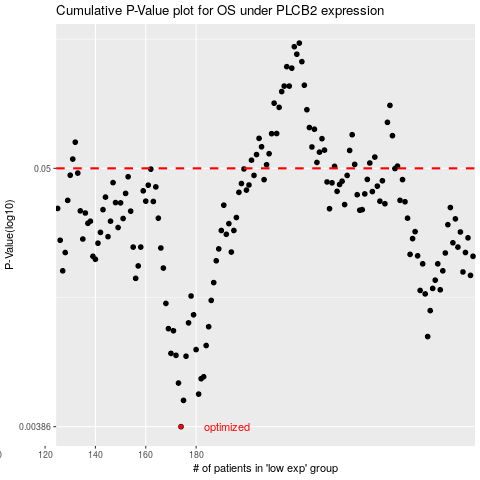 Cumulative P-Value plot for OS under PLCB2 expression
P-Value(log10)
0.05
0.00386
optimized
0 120 140 160 180
# of patients in 'low exp' group